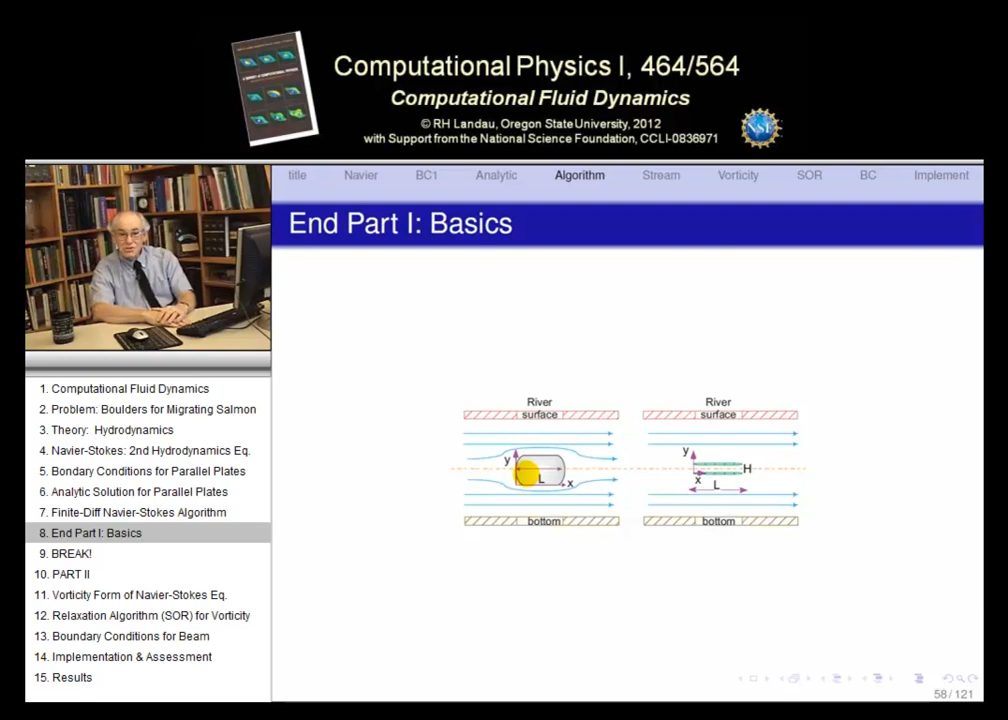 Computational Physics I, 464/564
Computational Fluid Dynamics
© RH Landau, Oregon State University, 2012
with Support from the National Science Foundation, CCLI-0836971
NSF
title Navier BC1 Analytic Algorithm Stream Vorticity SOR BC Implement
End Part I: Basics
1. Computational Fluid Dynamics
2. Problem: Boulders for Migrating Salmon
3. Theory: Hydrodynamics
4. Navier-Stokes: 2nd Hydrodynamics Eq.
5. Bondary Conditions for Parallel Plates
6. Analytic Solution for Parallel Plates
7. Finite-Diff Navier-Stokes Algorithm
8. End Part I: Basics
9. BREAK!
10. PART II
11. Vorticity Form of Navier-Stokes Eq.
12. Relaxation Algorithm (SOR) for Vorticity
13. Boundary Conditions for Beam
14. Implementation & Assessment
15. Results
River
surface
y
L
x
bottom
River
surface
y
H
x
L
bottom
58/121